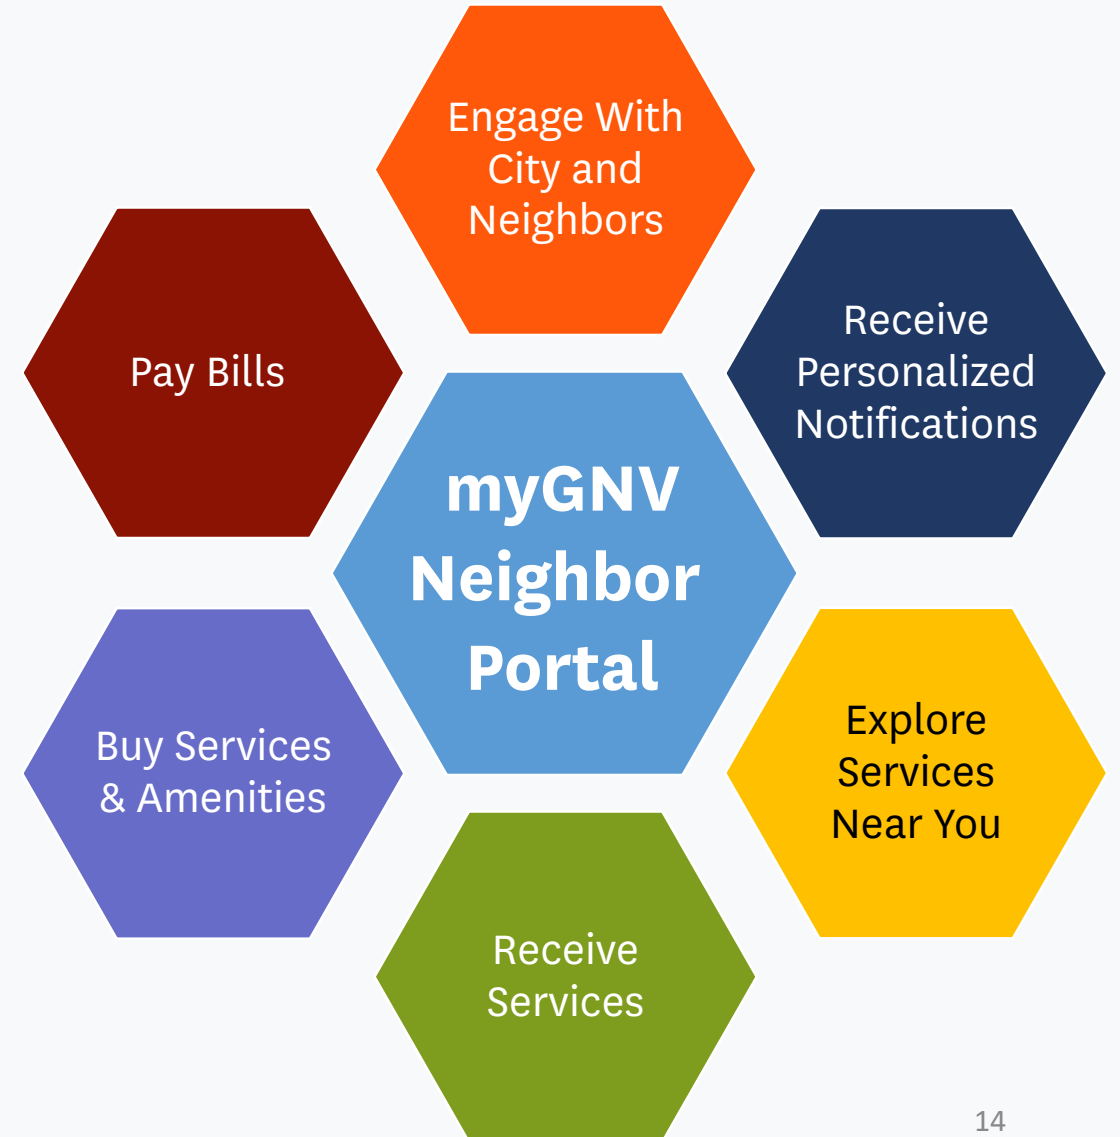 Engage With
City and
Neighbors
Pay Bills
Receive
Personalized
Notifications
myGNV
Neighbor
Portal
Buy Services
& Amenities
Explore
Services
Near You
Receive
Services
14